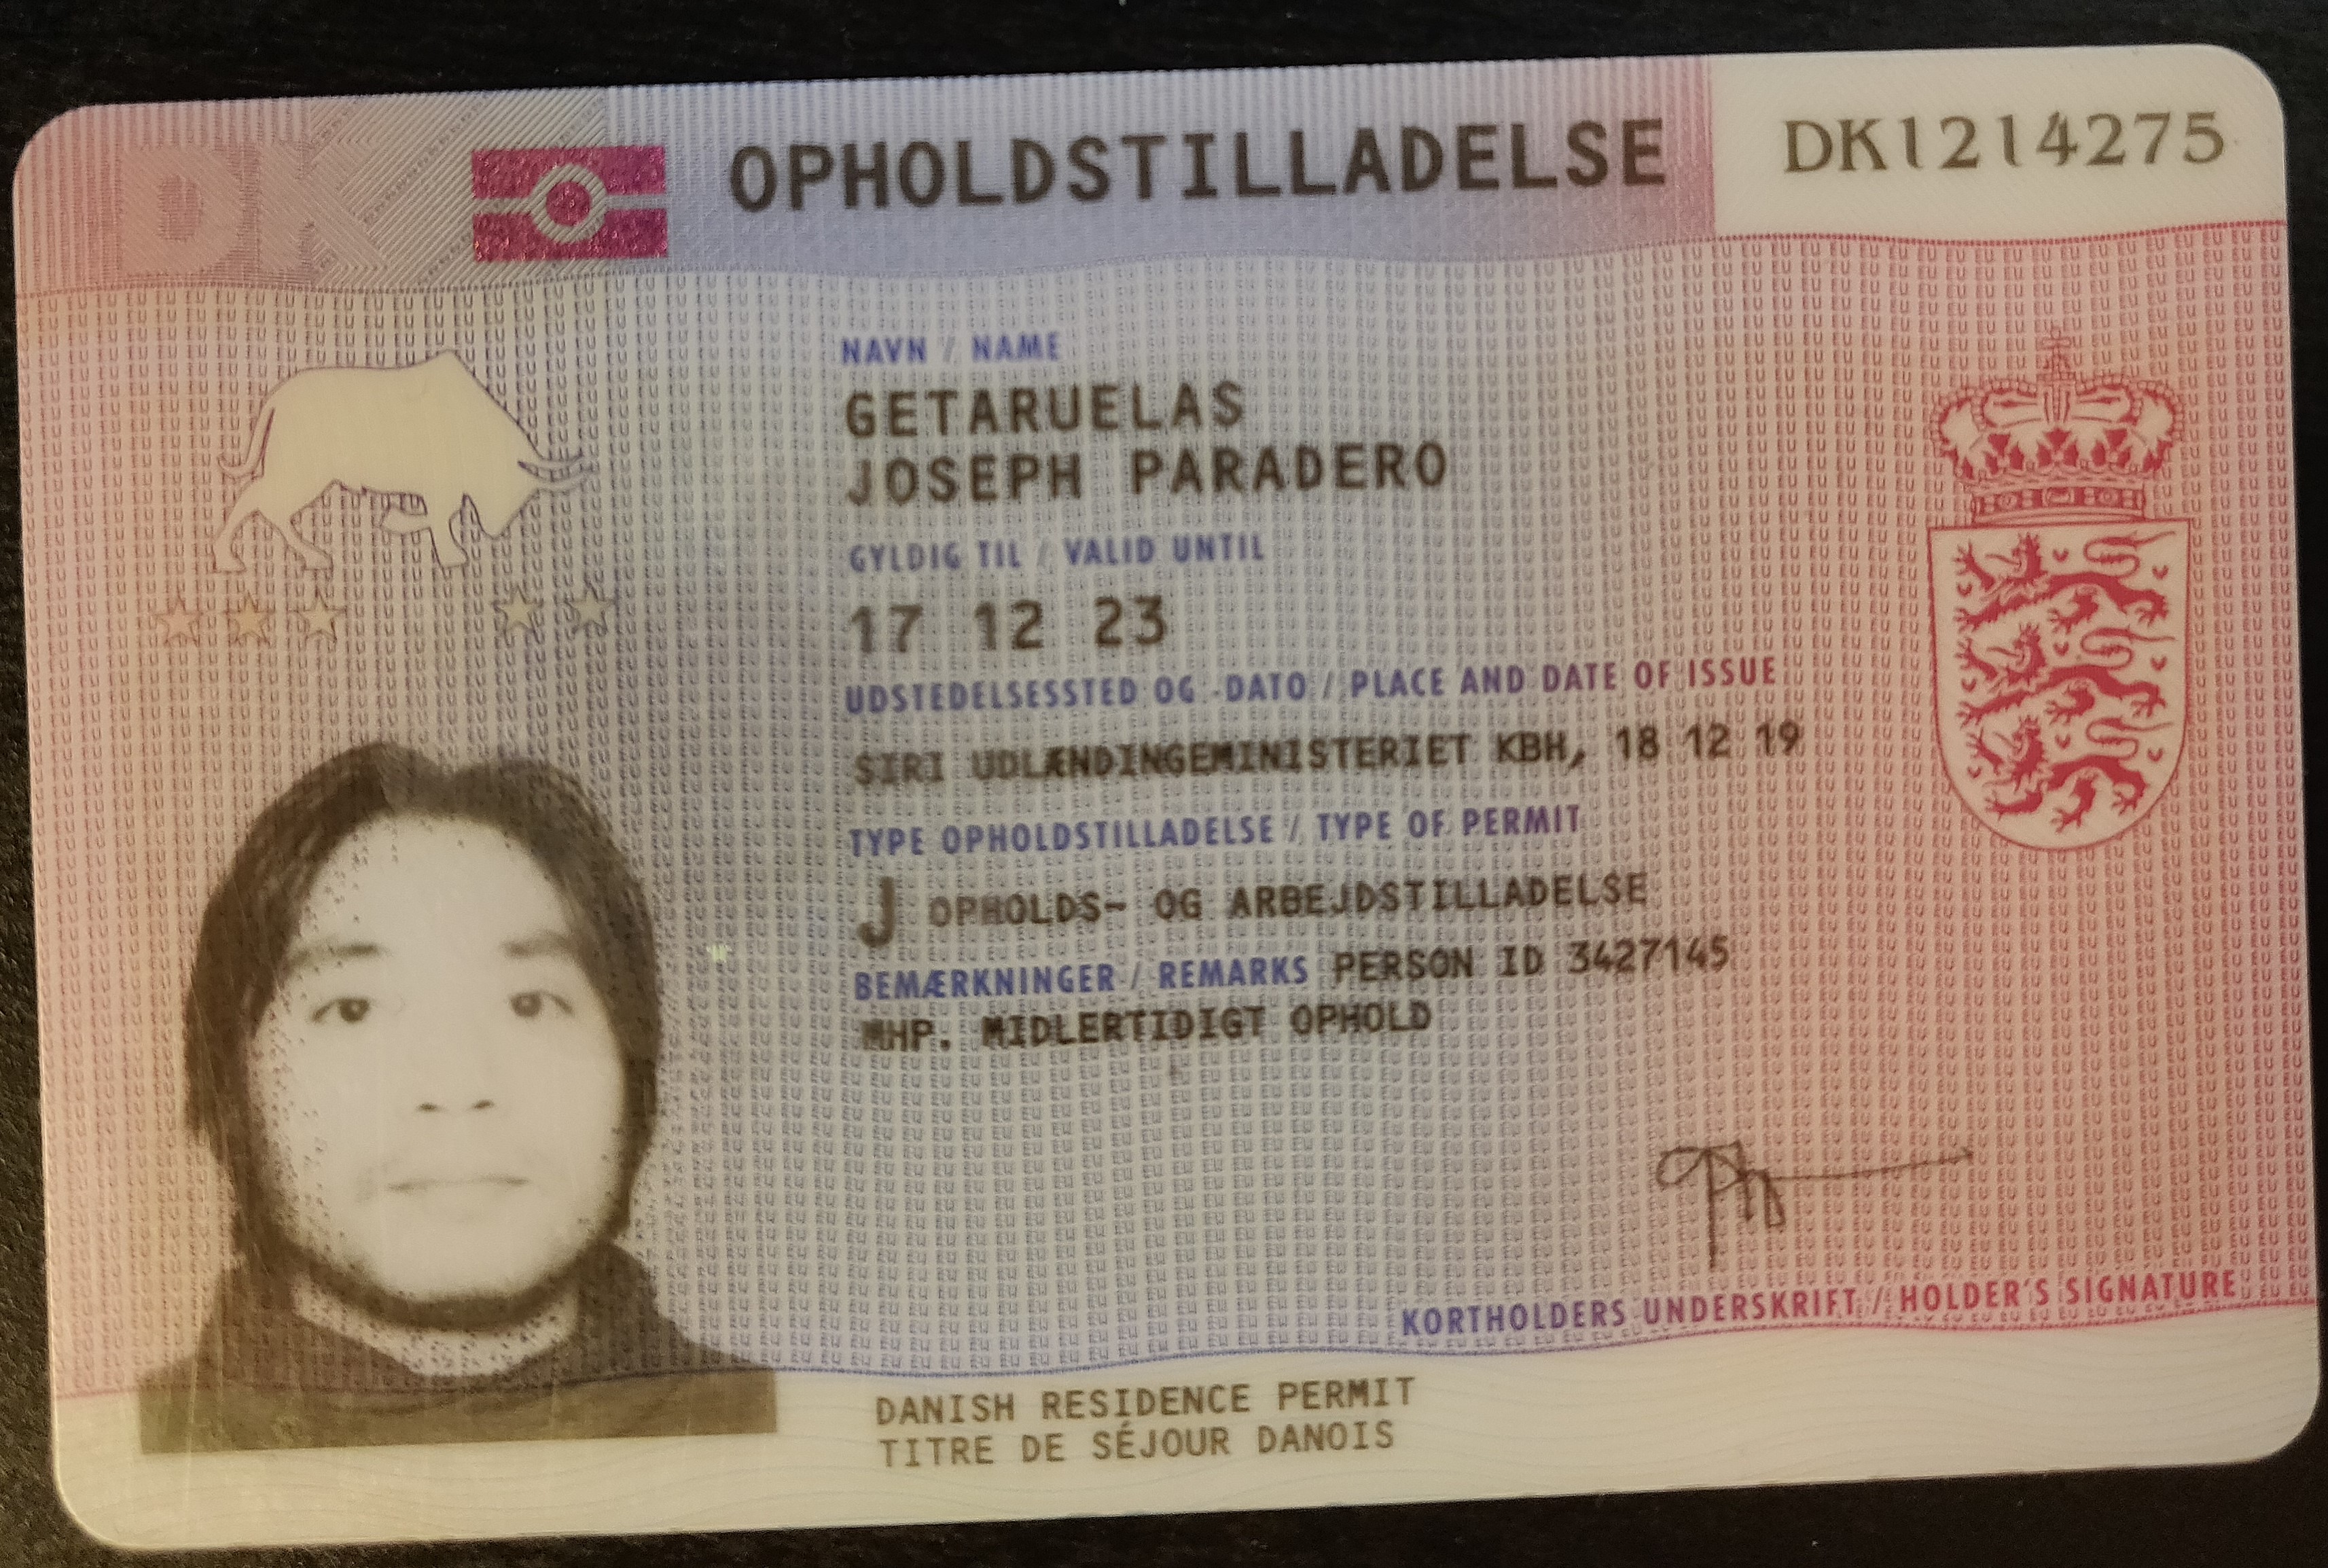 DK
OPHOLDSTILLADELSE
DK1214275
NAVN / NAME
GETARUELAS
JOSEPH PARADERO
GYLDIG TIL / VALID UNTIL
17 12 23
UDSTEDELSESSTED OG -DATO / PLACE AND DATE OF ISSUE
SIRI UDLÆNDINGEMINISTERIET KBH, 18 12 19
TYPE OPHOLDSTILLADELSE / TYPE OF PERMIT
J OPHOLDS- OG ARBEJDSTILLADELSE
BEMÆRKNINGER / REMARKS PERSON ID 3427145
MHP. MIDLERTIDIGT OPHOLD
KORTHOLDERS UNDERSKRIFT / HOLDER'S SIGNATURE
DANISH RESIDENCE PERMIT
TITRE DE SÉJOUR DANOIS